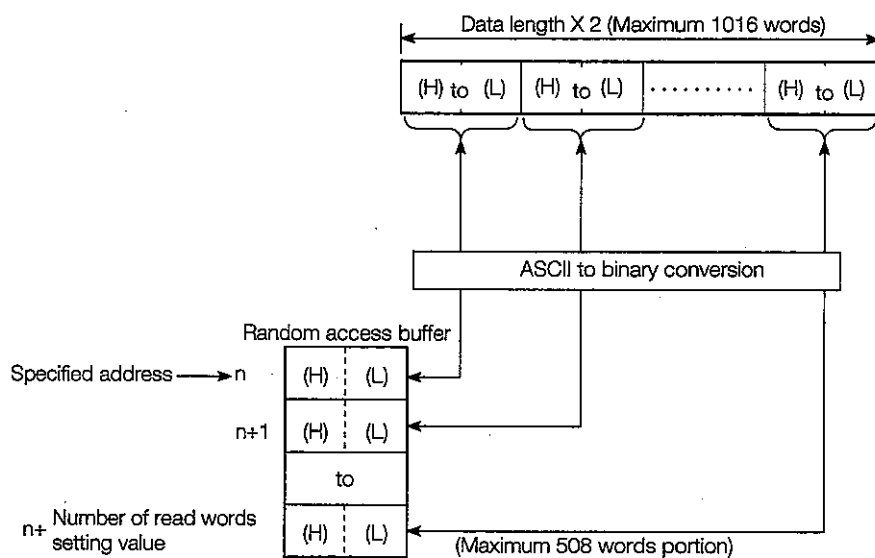 Data length X 2 (Maximum 1016 words)
(H) to (L) (H) to (L) .......... (H) to (L)
ASCII to binary conversion
Random access buffer
Specified address n (H) (L)
n+1 (H) (L)
to
n+ Number of read words
setting value (H) (L)
(Maximum 508 words portion)